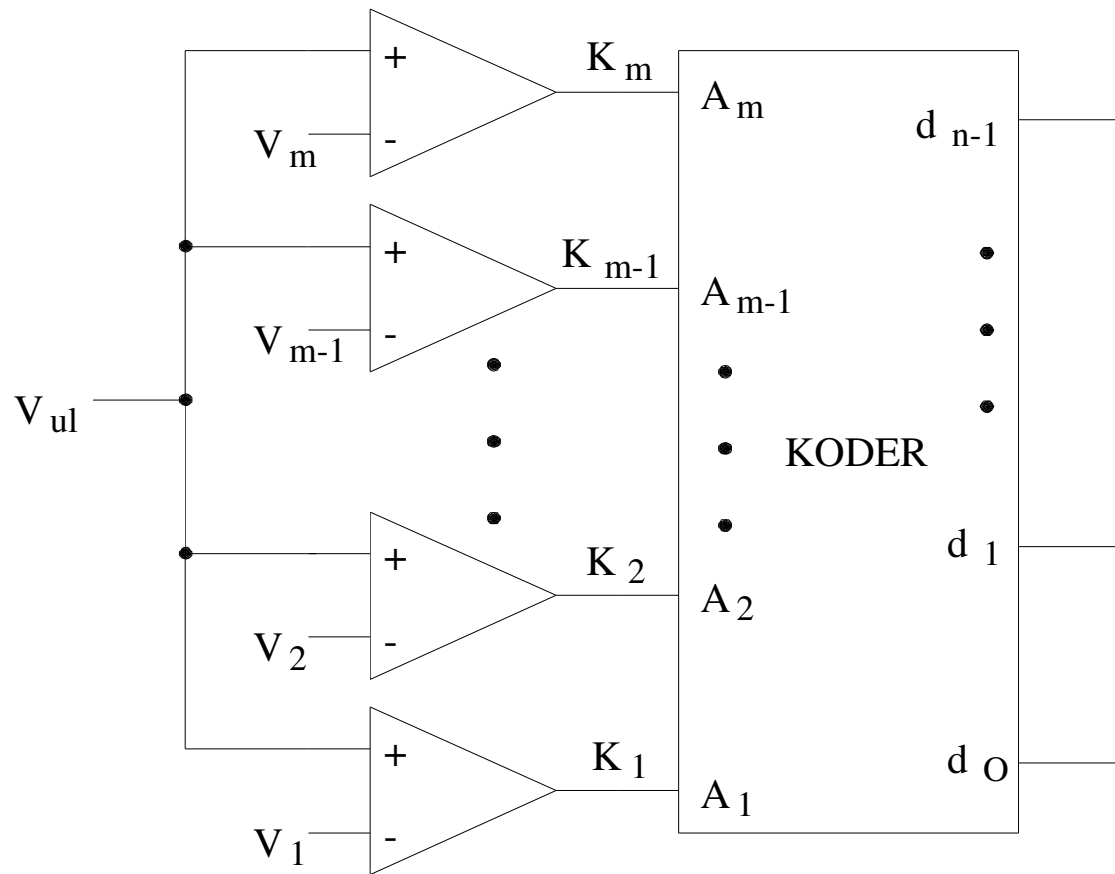 +
K m
V m
-
A m
d n-1
+
K m-1
V m-1
-
A m-1
V ul
KODER
+
K 2
V 2
-
A 2
d 1
+
K 1
V 1
-
A 1
d O